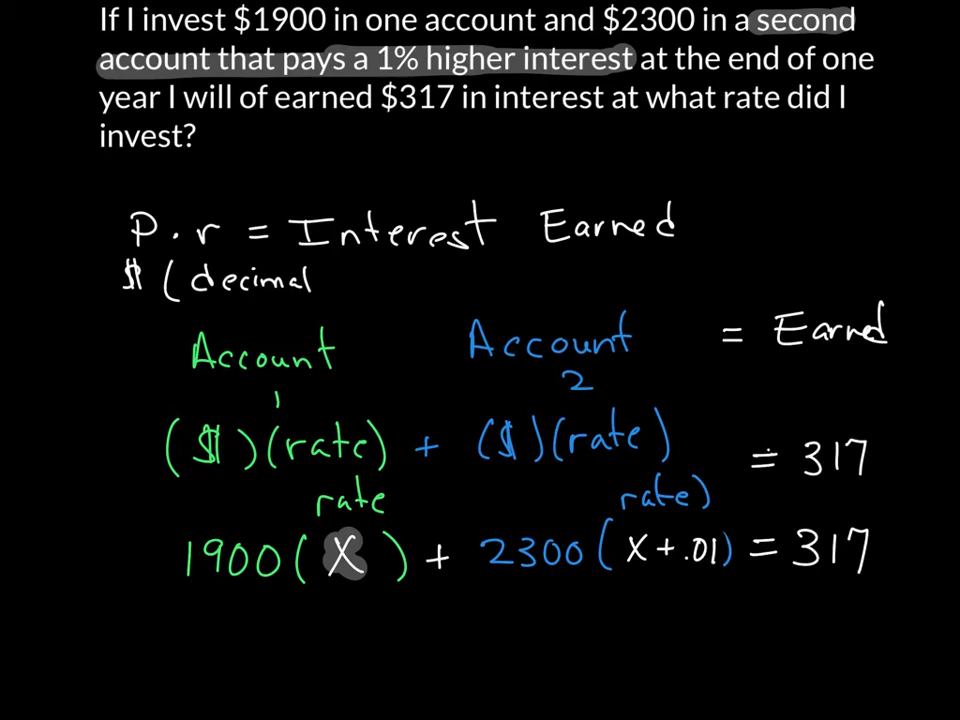 If I invest $1900 in one account and $2300 in a second
account that pays a 1% higher interest at the end of one
year I will of earned $317 in interest at what rate did I
invest?
P . r = Interest Earned
$ ( decimal
Account 1 Account 2 = Earned
($)(rate) + ($)(rate) = 317
rate rate)
1900( X ) + 2300( X + .01) = 317